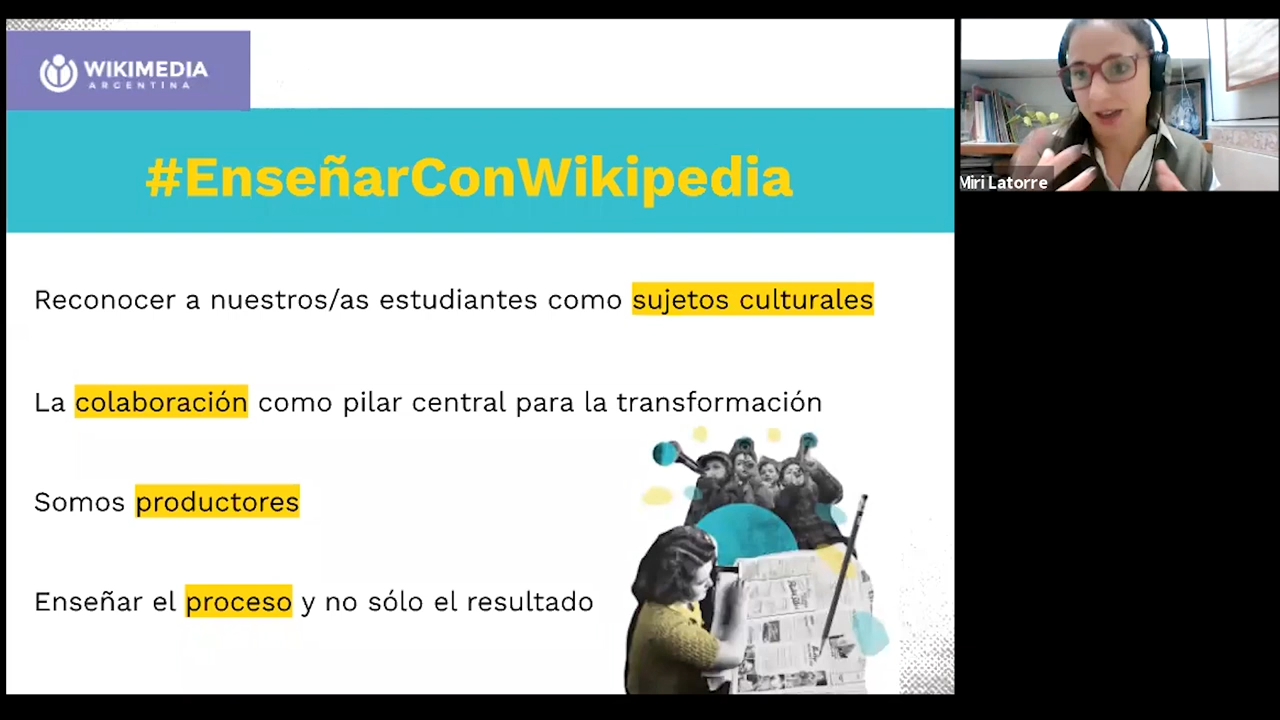 WIKIMEDIA
ARGENTINA
#EnseñarConWikipedia
Reconocer a nuestros/as estudiantes como sujetos culturales
La colaboración como pilar central para la transformación
Somos productores
Enseñar el proceso y no sólo el resultado
Miri Latorre